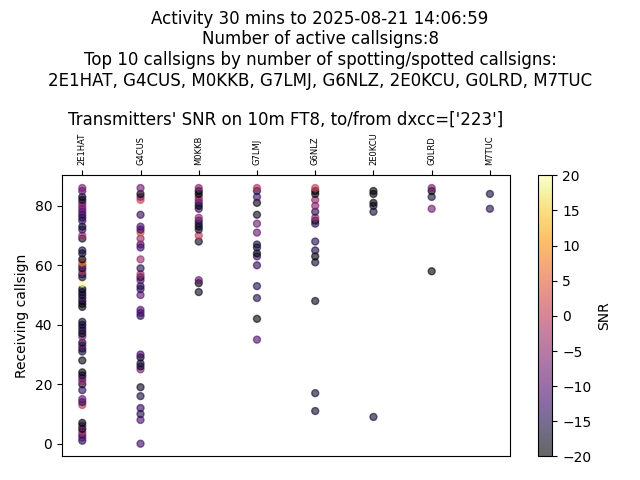 Activity 30 mins to 2025-08-21 14:06:59
Number of active callsigns:8
Top 10 callsigns by number of spotting/spotted callsigns:
2E1HAT, G4CUS, M0KKB, G7LMJ, G6NLZ, 2E0KCU, G0LRD, M7TUC
Transmitters' SNR on 10m FT8, to/from dxcc=['223']
2E1HAT
G4CUS
M0KKB
G7LMJ
G6NLZ
2E0KCU
G0LRD
M7TUC
Receiving callsign
80
60
40
20
0
20
15
10
5
0
−5
−10
−15
−20
SNR